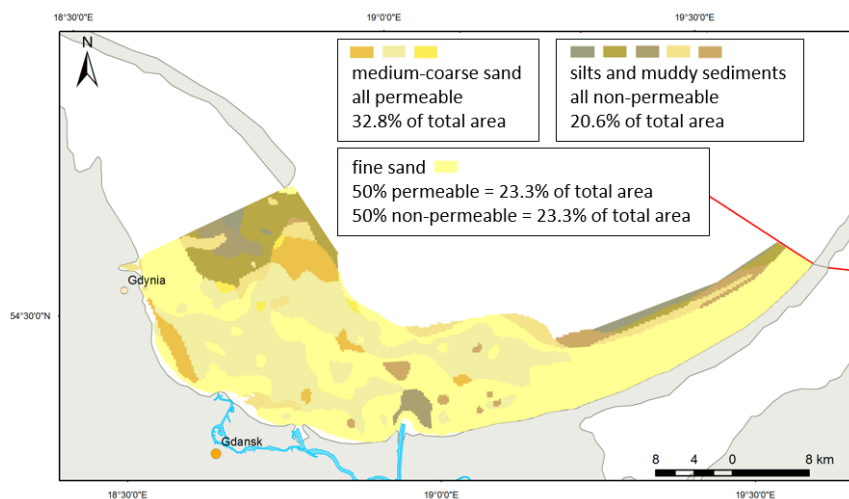 18°30'0"E
19°0'0"E
19°30'0"E
N
medium-coarse sand
all permeable
32.8% of total area
silts and muddy sediments
all non-permeable
20.6% of total area
fine sand
50% permeable = 23.3% of total area
50% non-permeable = 23.3% of total area
Gdynia
54°30'0"N
54°30'0"N
Gdansk
8 4 0 8 km
18°30'0"E
19°0'0"E
19°30'0"E